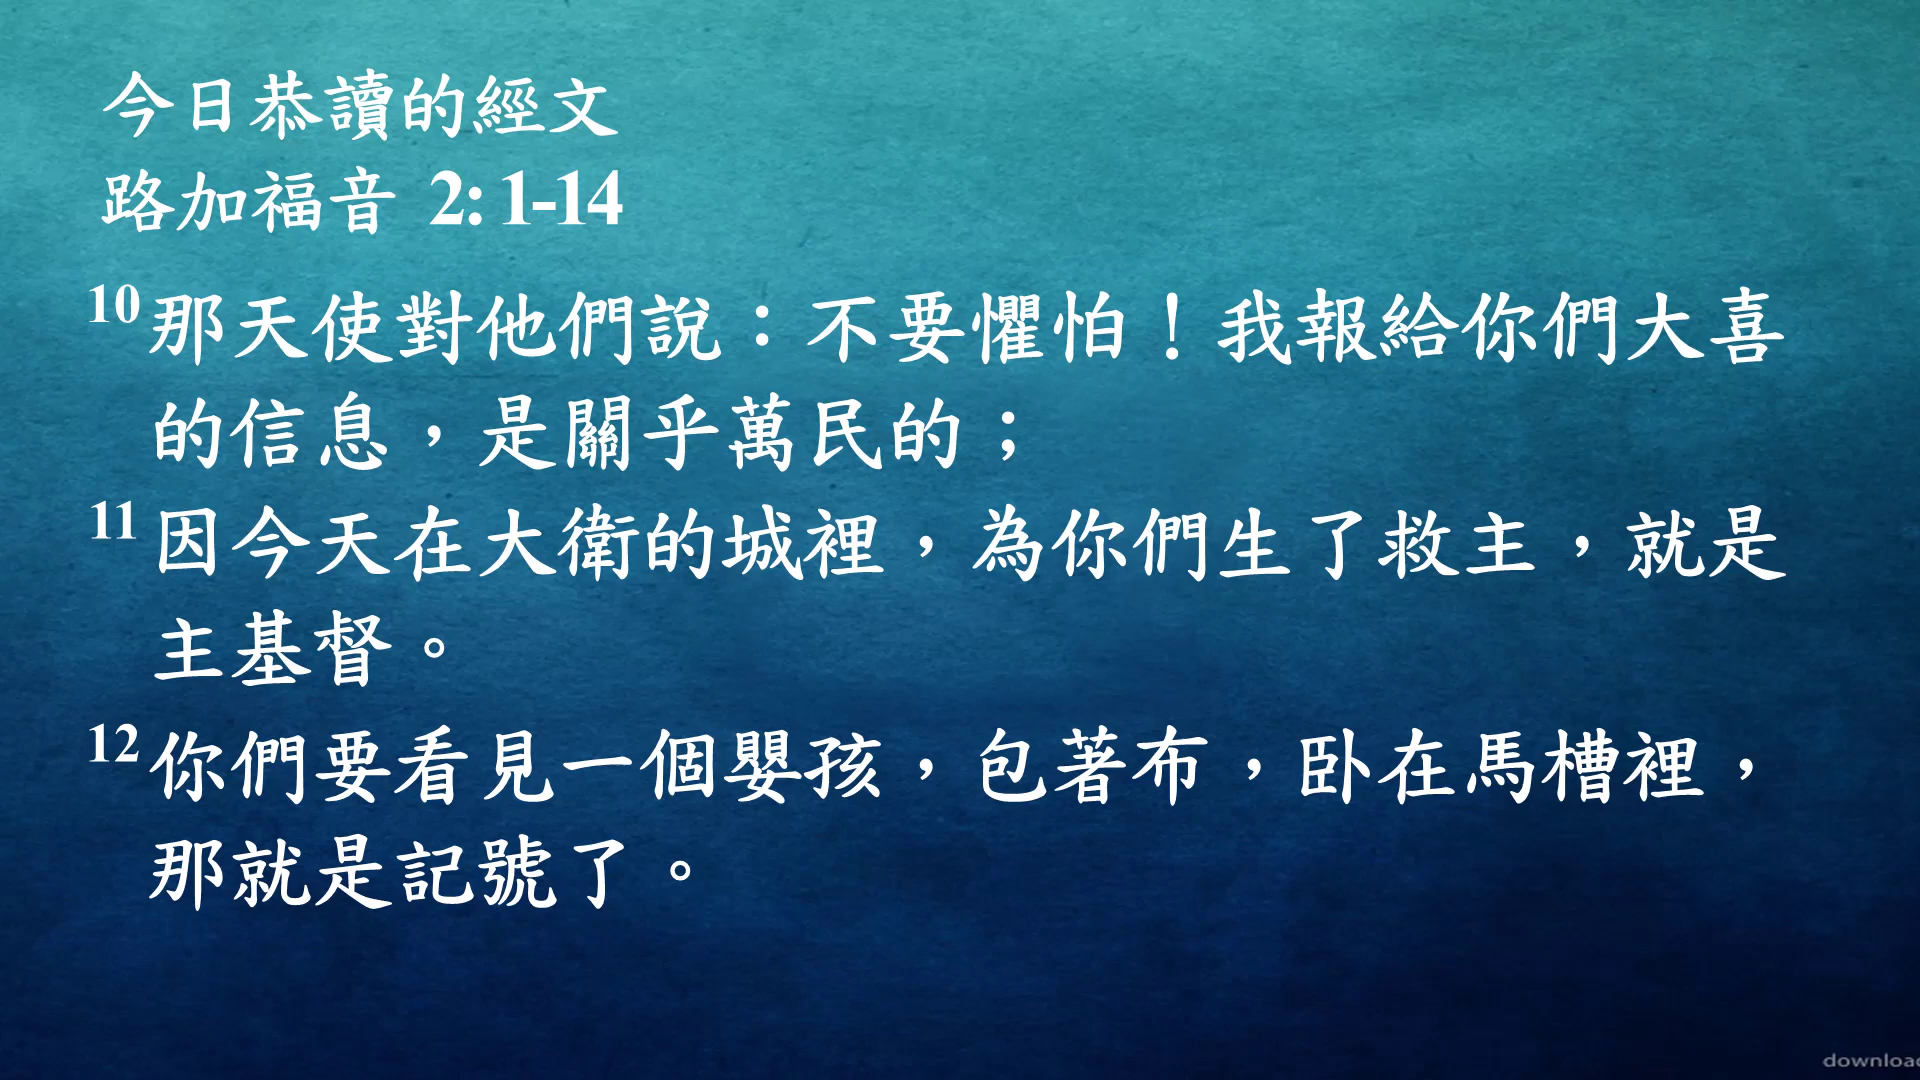 今日恭讀的經文
路加福音 2: 1-14
10 那天使對他們說：不要懼怕！我報給你們大喜
的信息，是關乎萬民的；
11 因今天在大衛的城裡，為你們生了救主，就是
主基督。
12 你們要看見一個嬰孩，包著布，卧在馬槽裡，
那就是記號了。